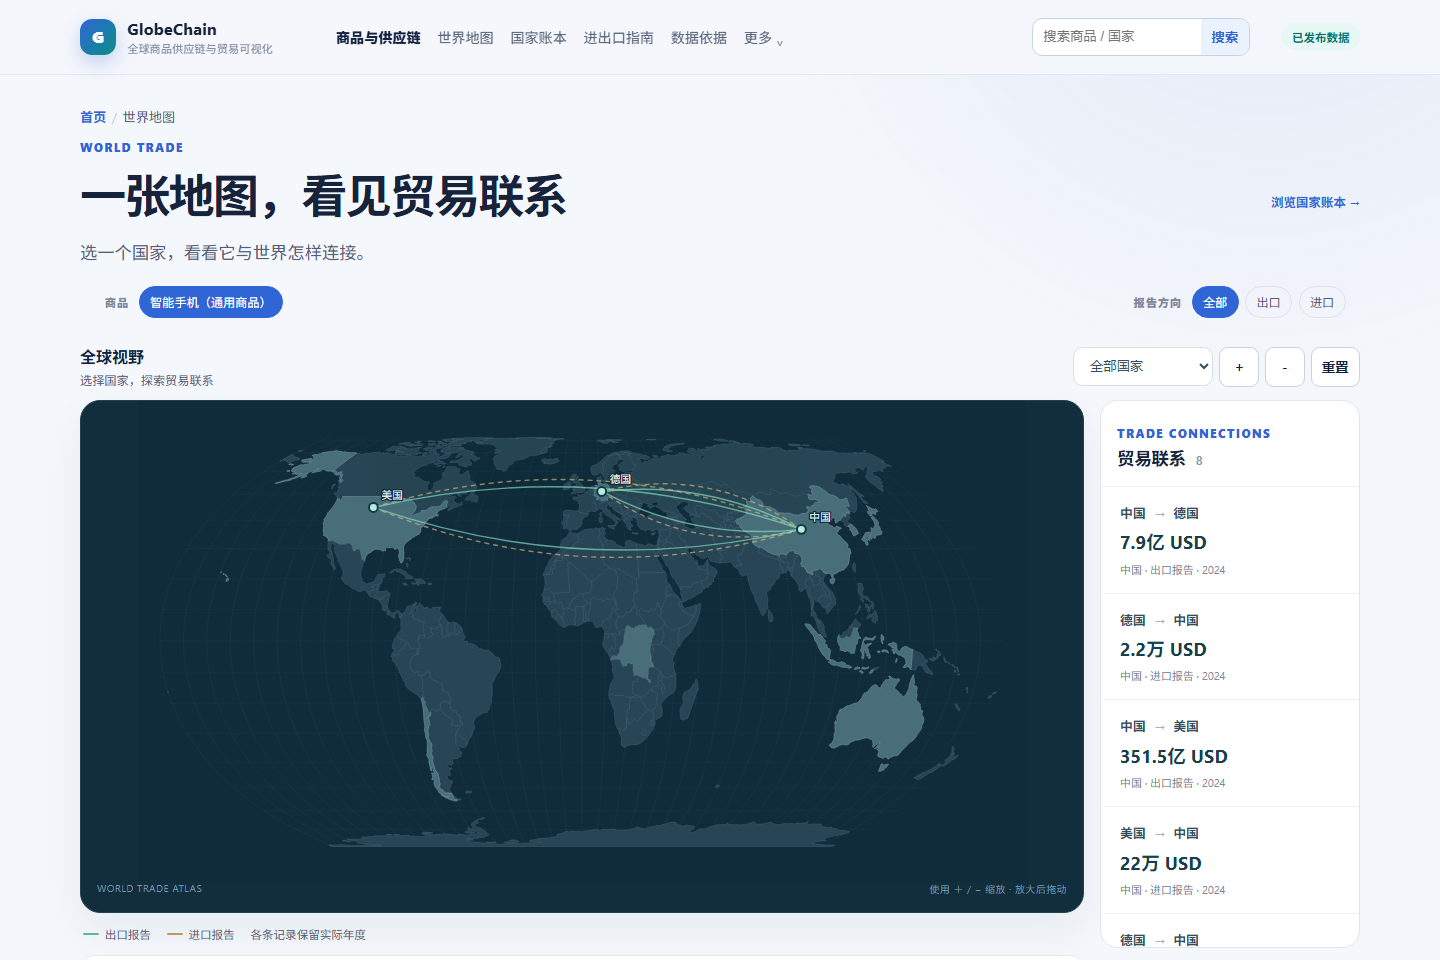 G
GlobeChain
全球商品供应链与贸易可视化
商品与供应链 世界地图 国家账本 进出口指南 数据依据 更多
搜索商品 / 国家 搜索
已发布数据
首页 / 世界地图
WORLD TRADE
一张地图，看见贸易联系
浏览国家账本 →
选一个国家，看看它与世界怎样连接。
商品 智能手机（通用商品）
报告方向 全部 出口 进口
全球视野
选择国家，探索贸易联系
全部国家 + - 重置
美国
德国
中国
WORLD TRADE ATLAS
使用 ＋ / − 缩放 · 放大后拖动
出口报告 进口报告 各条记录保留实际年度
TRADE CONNECTIONS
贸易联系 8
中国 → 德国
7.9亿 USD
中国 · 出口报告 · 2024
德国 → 中国
2.2万 USD
中国 · 进口报告 · 2024
中国 → 美国
351.5亿 USD
中国 · 出口报告 · 2024
美国 → 中国
22万 USD
中国 · 进口报告 · 2024
德国 → 中国